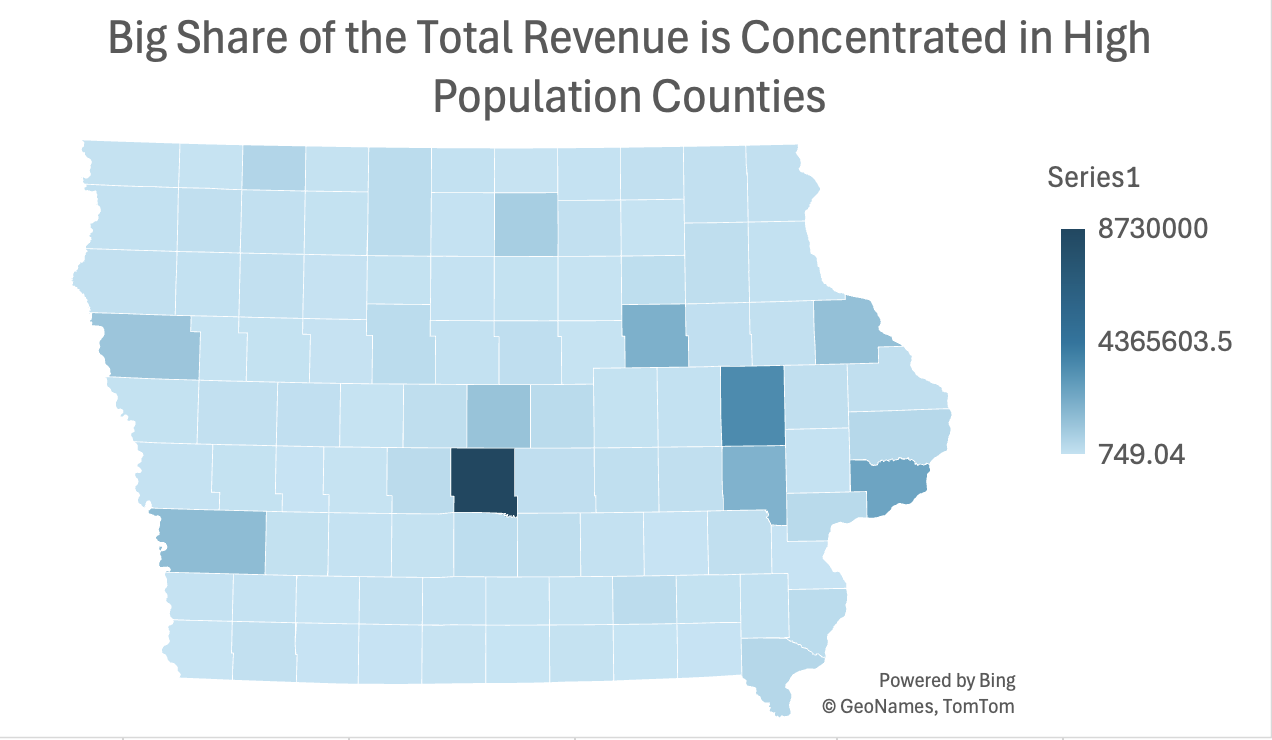 Big Share of the Total Revenue is Concentrated in High
Population Counties
Series1
8730000
4365603.5
749.04
Powered by Bing
© GeoNames, TomTom